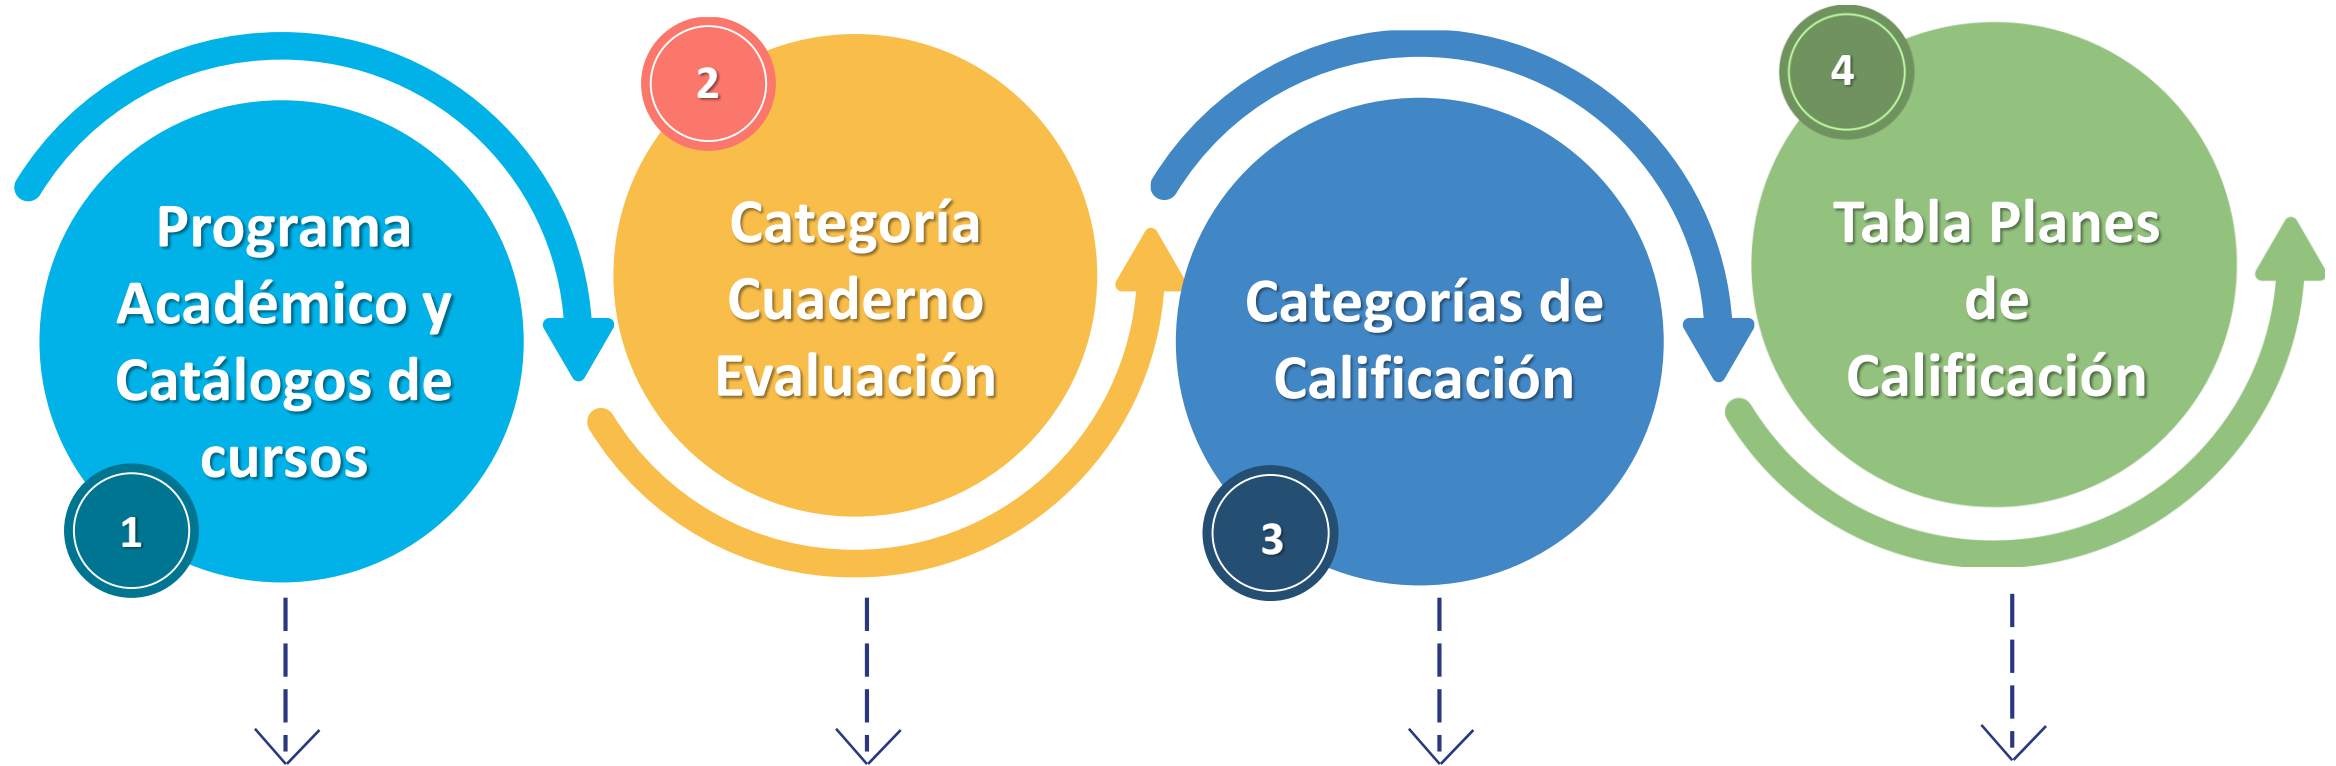 Programa
Académico y
Catálogos de
cursos
1
2
Categoría
Cuaderno
Evaluación
Categorías de
Calificación
3
4
Tabla Planes
de
Calificación